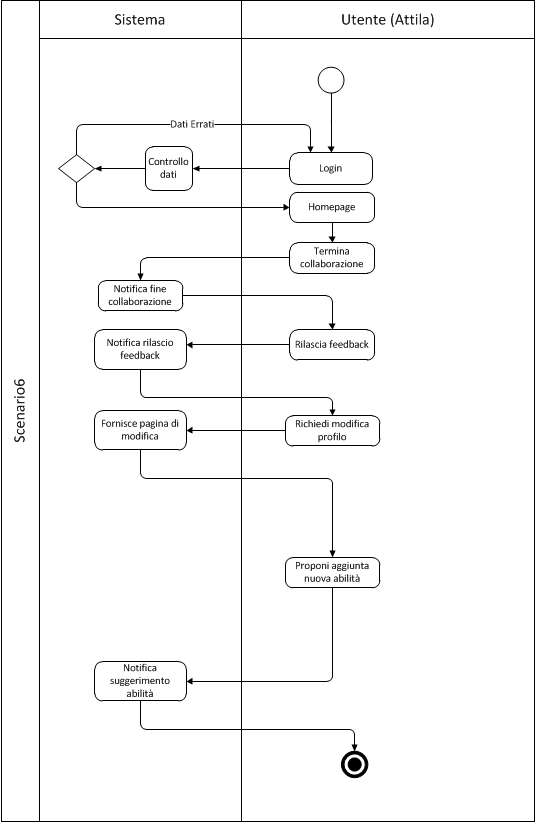 Sistema
Utente (Attila)
Dati Errati
Controllo
dati
Login
Homepage
Termina
collaborazione
Notifica fine
collaborazione
Notifica rilascio
feedback
Rilascia feedback
Fornisce pagina di
modifica
Richiedi modifica
profilo
Proponi aggiunta
nuova abilità
Notifica
suggerimento
abilità
Scenario6